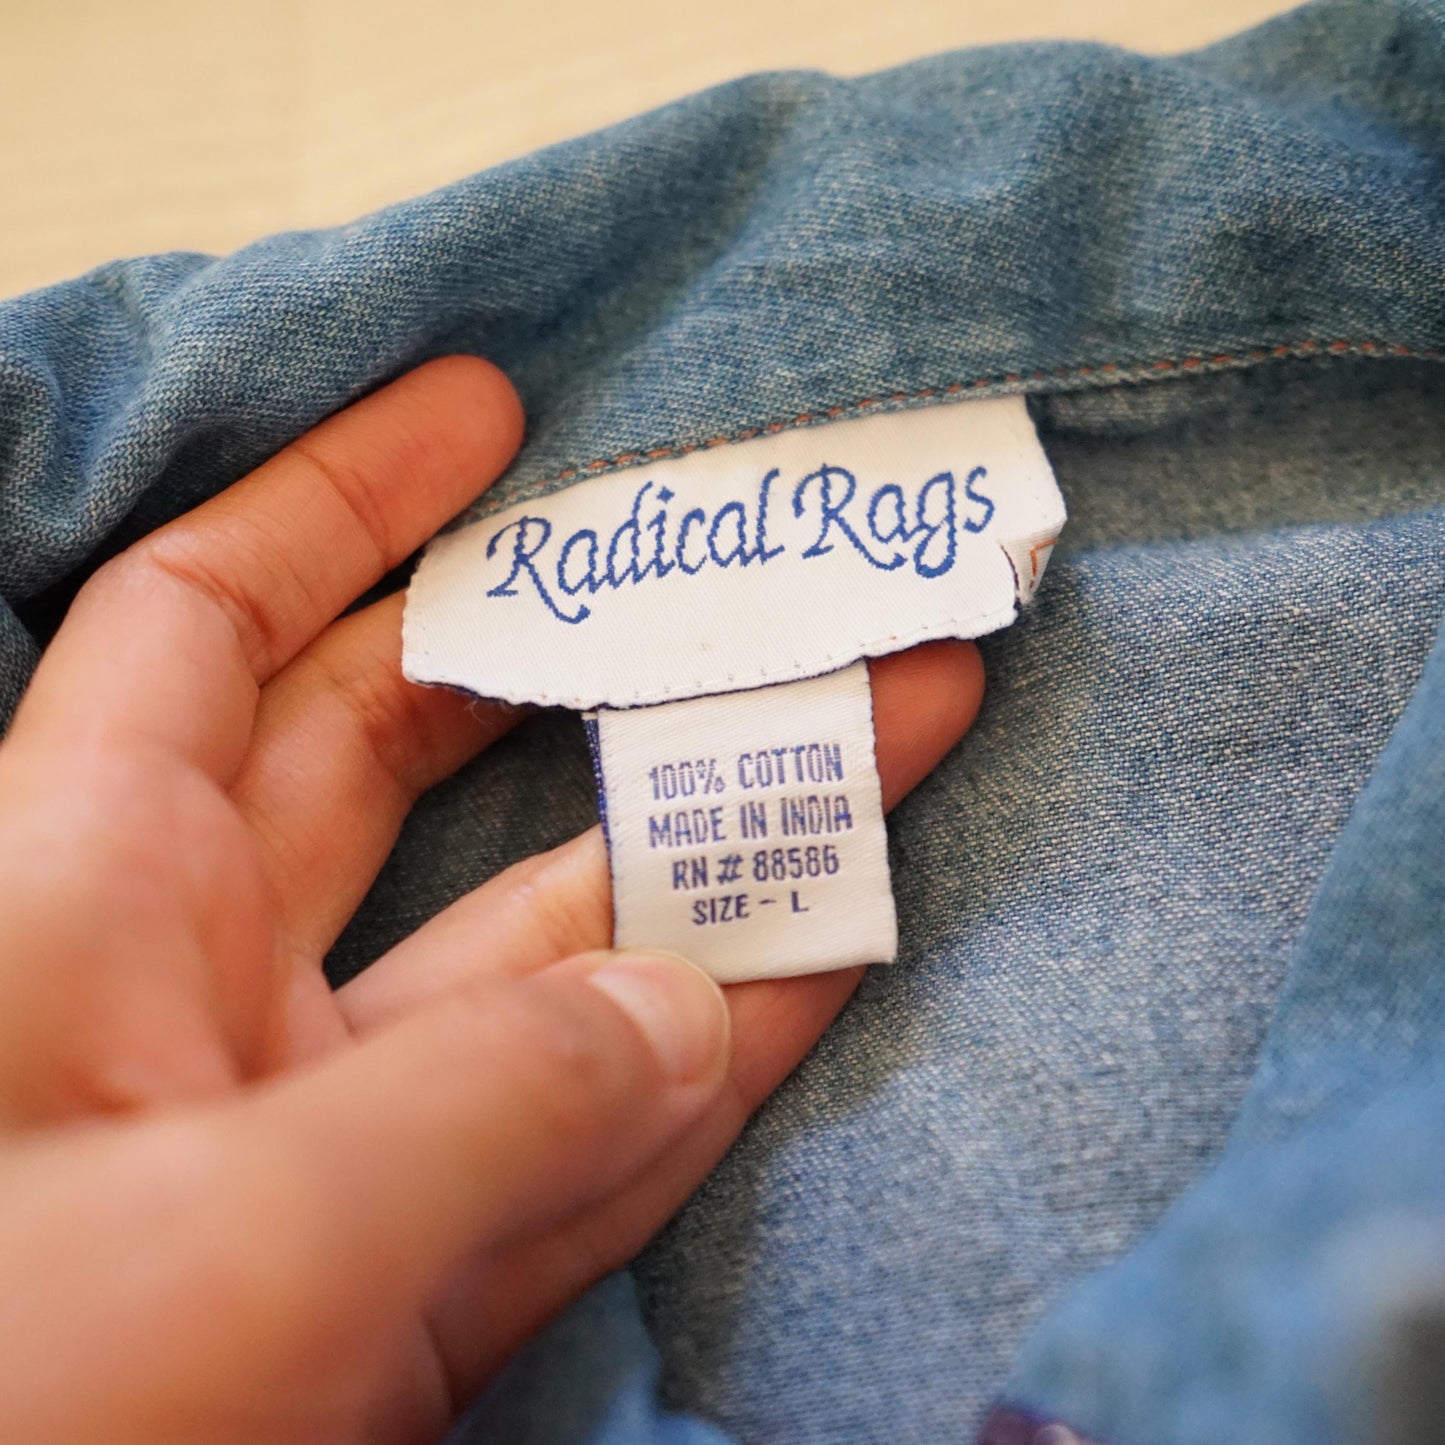 Radical Rags
100% COTTON
MADE IN INDIA
RN # 88586
SIZE - L